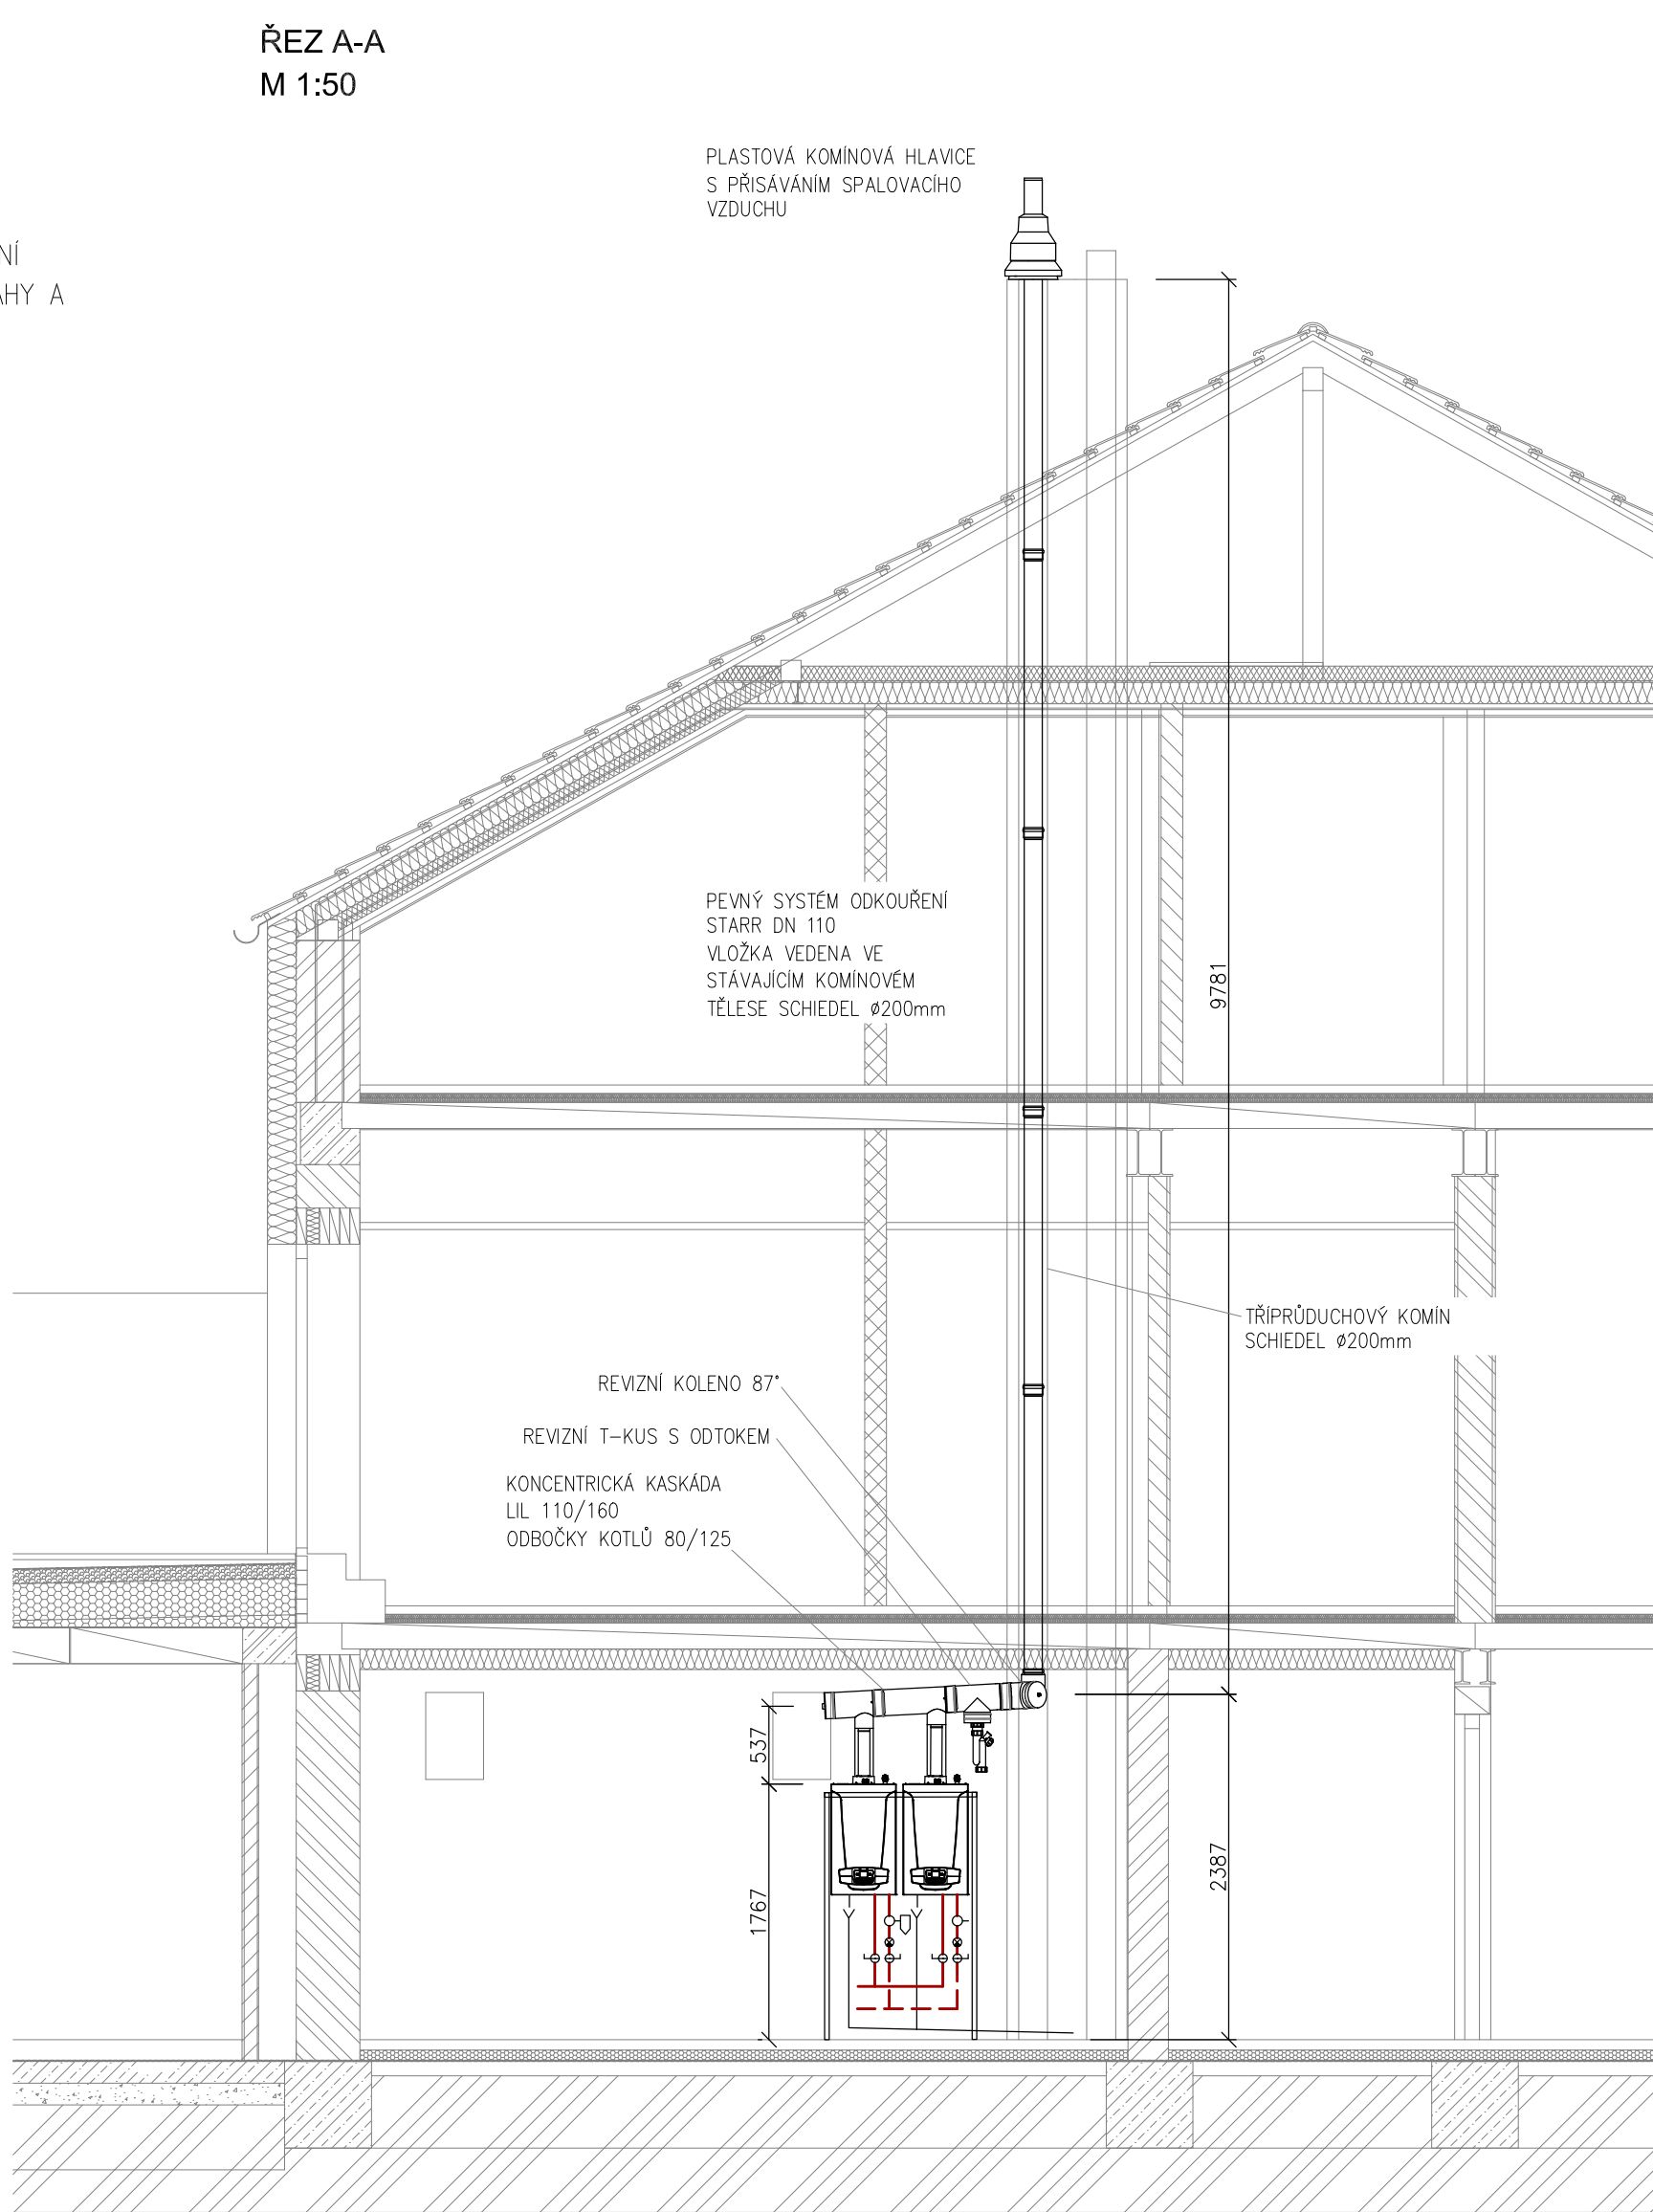 ŘEZ A-A
M 1:50
PLASTOVÁ KOMÍNOVÁ HLAVICE
S PŘISÁVÁNÍM SPALOVACÍHO
VZDUCHU
NÍ
AHY A
PEVNÝ SYSTÉM ODKOUŘENÍ
STARR DN 110
VLOŽKA VEDENA VE
STÁVAJÍCÍM KOMÍNOVÉM
TĚLESE SCHIEDEL ø200mm
9781
TŘÍPRŮDUCHOVÝ KOMÍN
SCHIEDEL ø200mm
REVIZNÍ KOLENO 87°
REVIZNÍ T-KUS S ODTOKEM
KONCENTRICKÁ KASKÁDA
LIL 110/160
ODBOČKY KOTLŮ 80/125
537
2387
1767